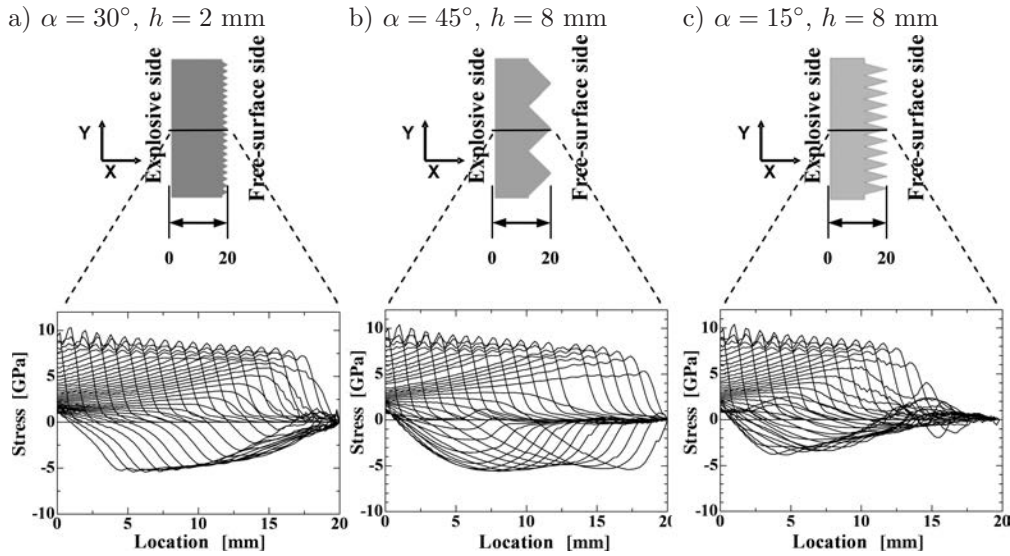 a) α = 30°, h = 2 mm
b) α = 45°, h = 8 mm
c) α = 15°, h = 8 mm
Explosive side
Free-surface side
Y
X
0
20
Explosive side
Free-surface side
Y
X
0
20
Explosive side
Free-surface side
Y
X
0
20
Stress [GPa]
10
5
0
-5
-10
0
5
10
15
20
Location [mm]
Stress [GPa]
10
5
0
-5
-10
0
5
10
15
20
Location [mm]
Stress [GPa]
10
5
0
-5
-10
0
5
10
15
20
Location [mm]